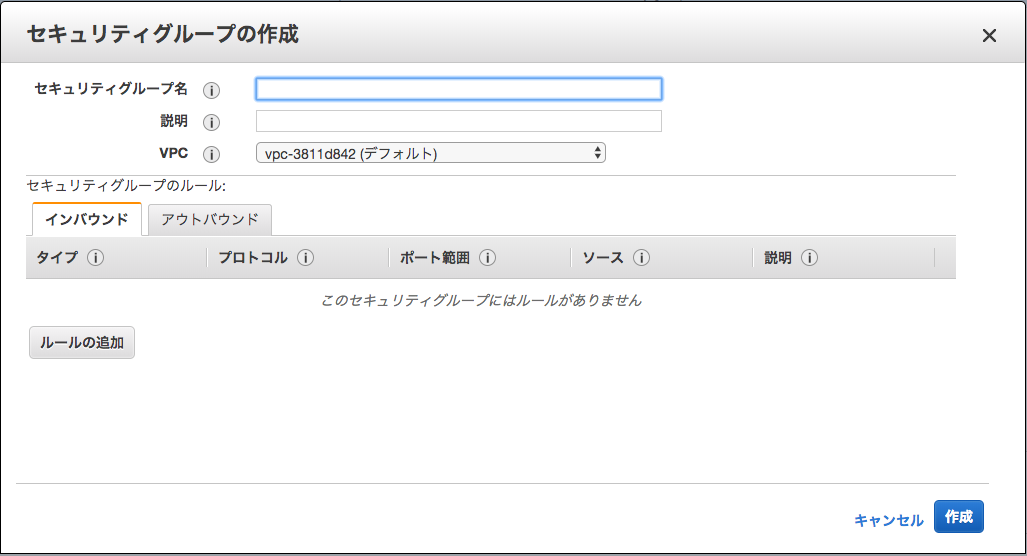 セキュリティグループの作成
セキュリティグループ名
説明
VPC vpc-3811d842 (デフォルト)
セキュリティグループのルール:
インバウンド アウトバウンド
タイプ プロトコル ポート範囲 ソース 説明
このセキュリティグループにはルールがありません
ルールの追加
キャンセル 作成